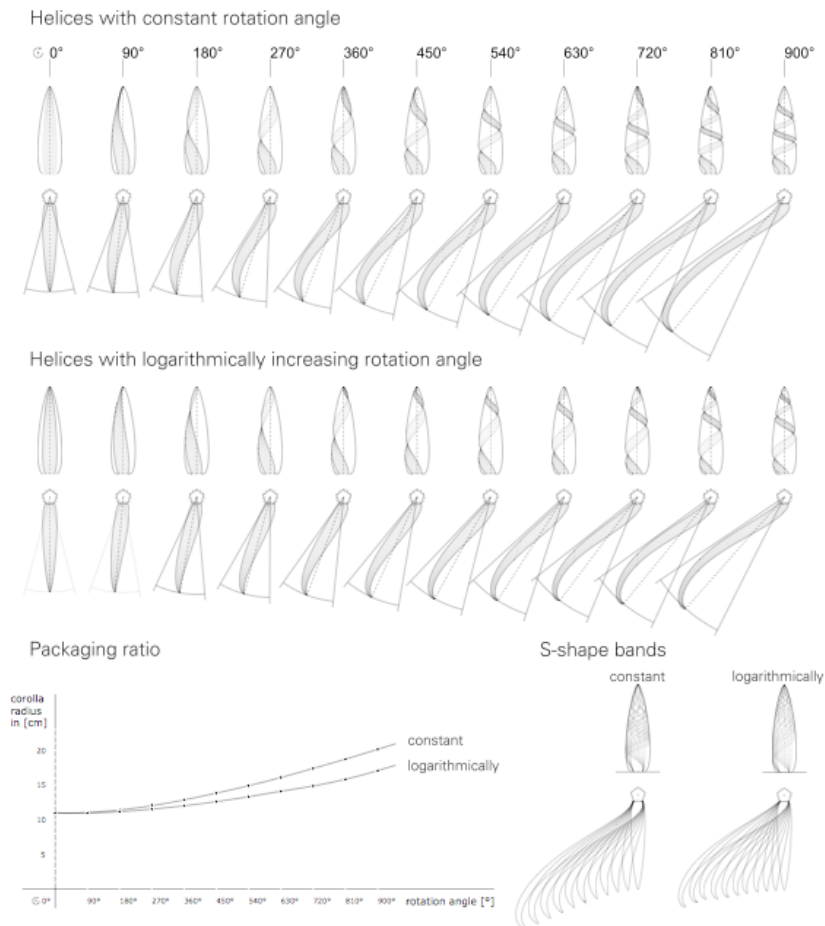 Helices with constant rotation angle
0° 90° 180° 270° 360° 450° 540° 630° 720° 810° 900°
Helices with logarithmically increasing rotation angle
Packaging ratio
corolla
radius
in [cm]
20
15
10
5
constant
logarithmically
0° 90° 180° 270° 360° 450° 540° 630° 720° 810° 900° rotation angle [°]
S-shape bands
constant logarithmically